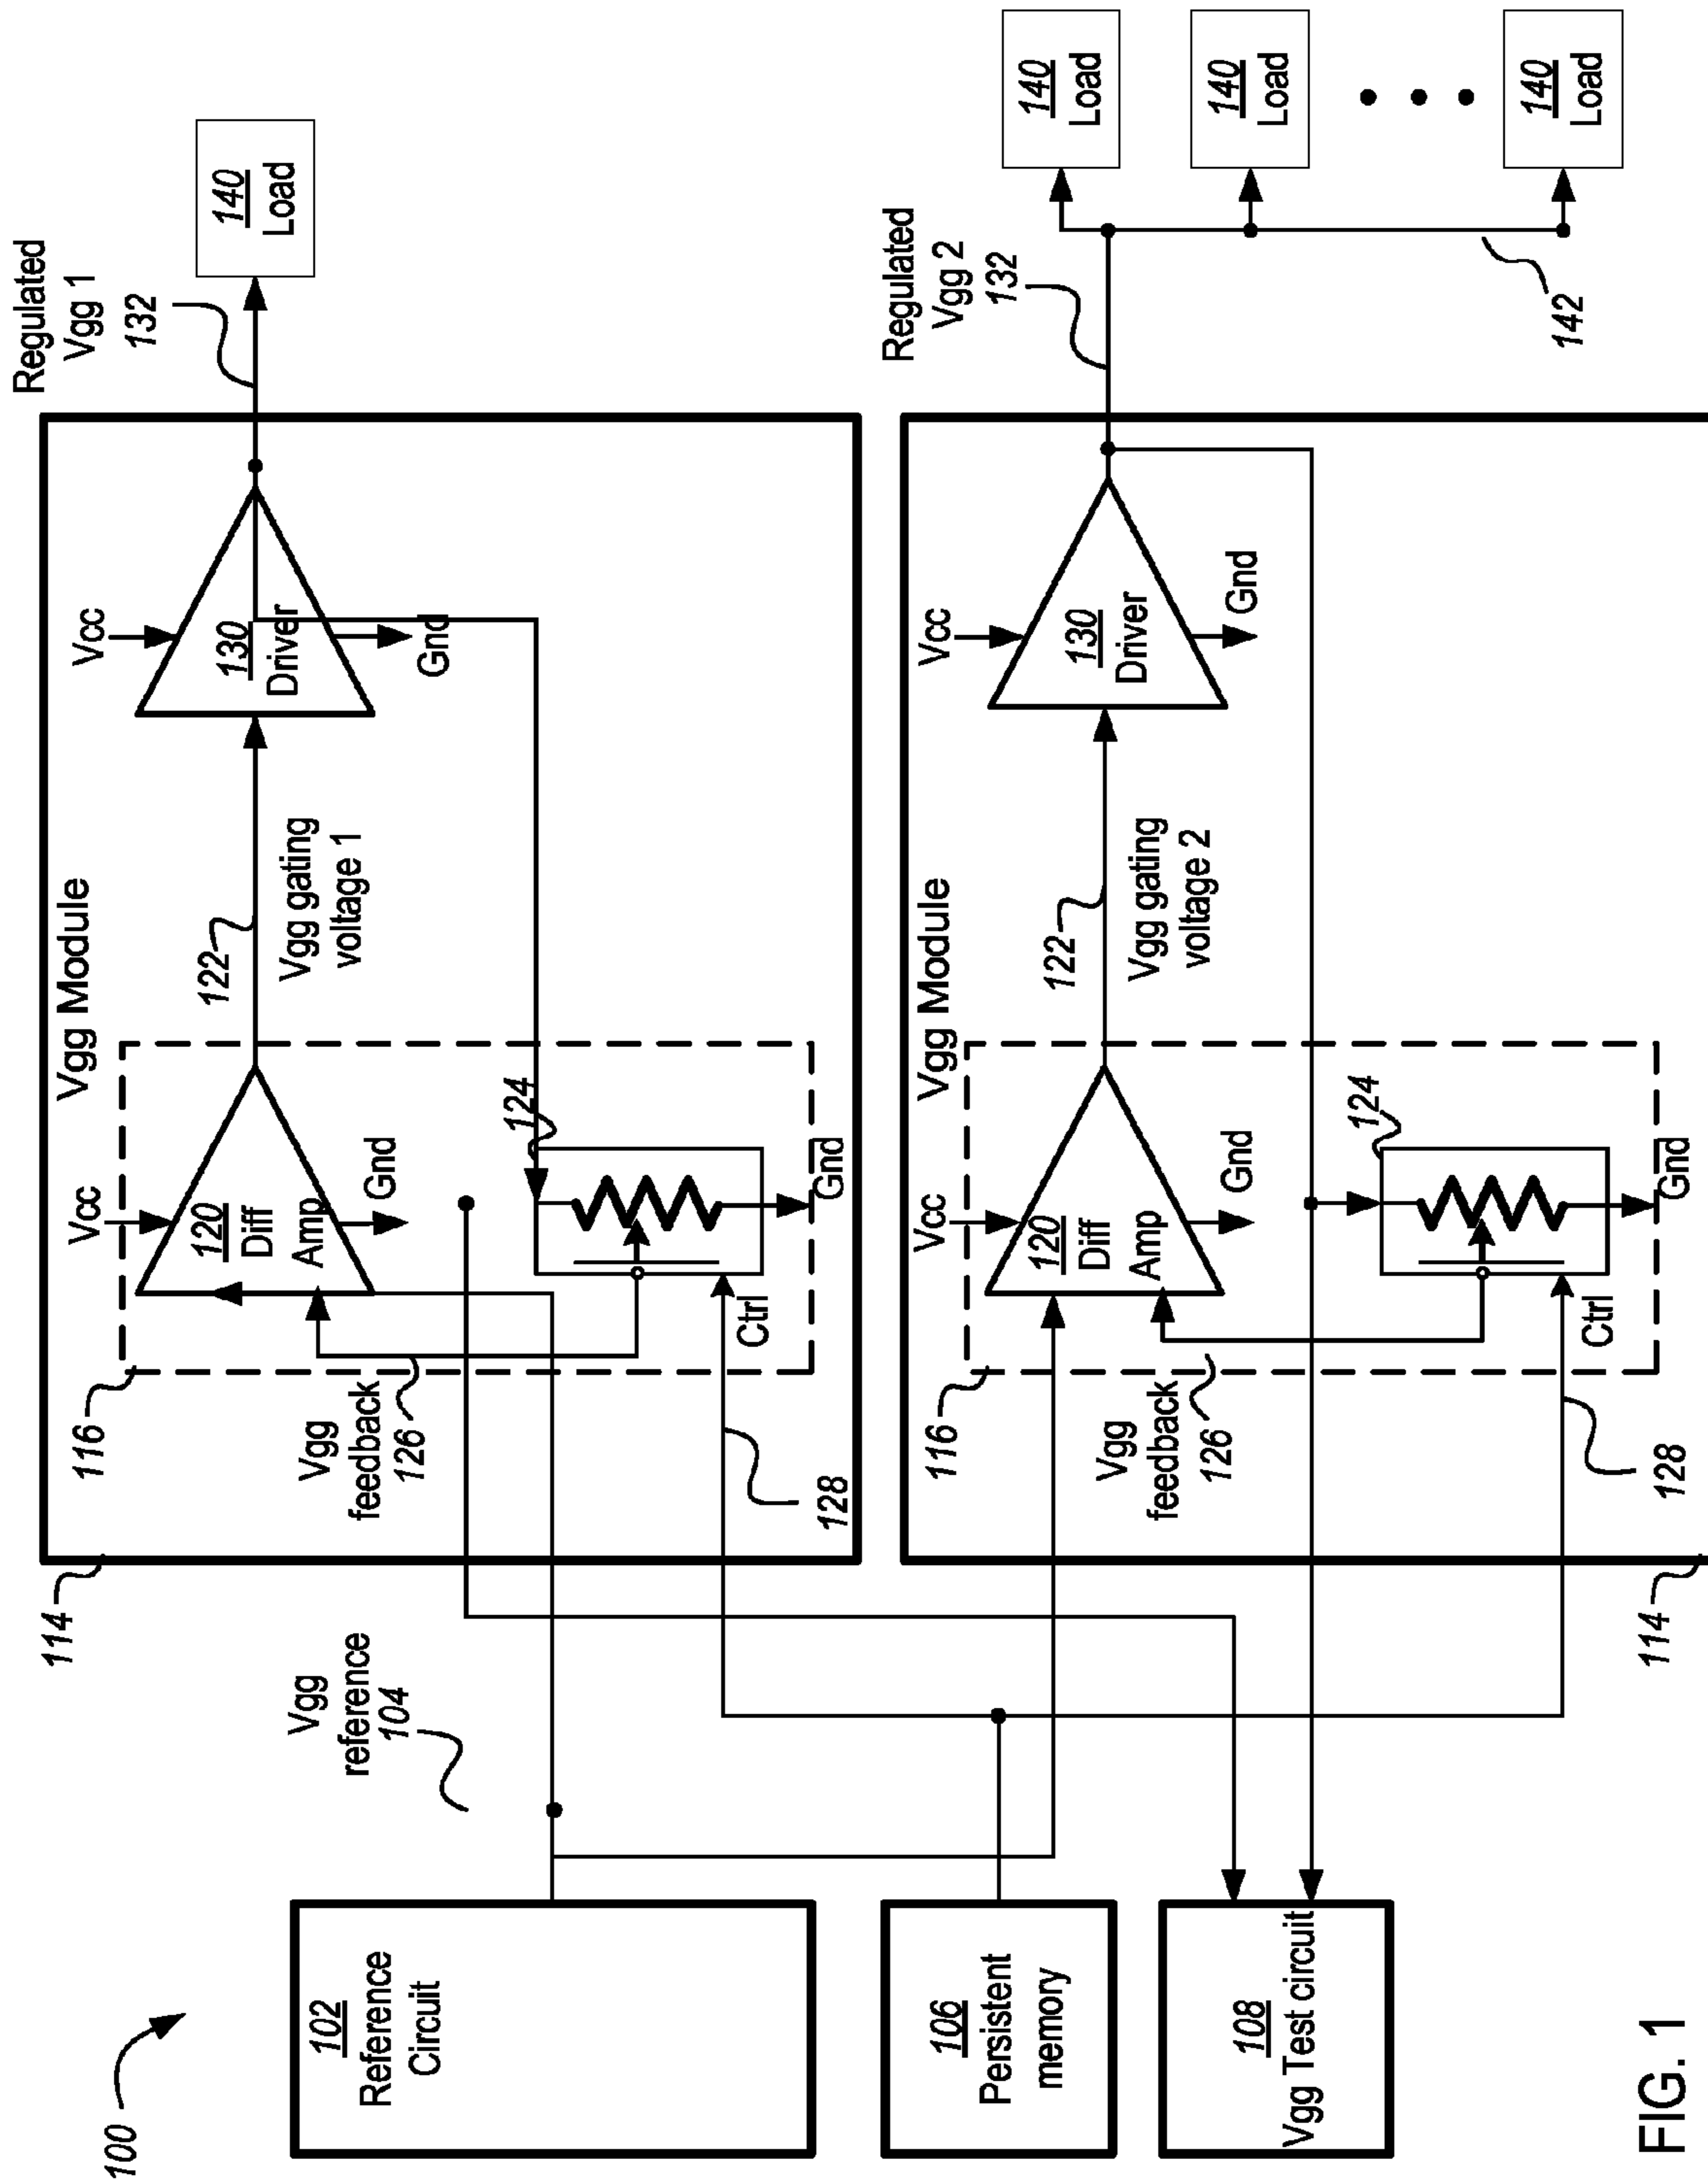 100
102
Reference
Circuit
Vgg
reference
104
106
Persistent
memory
108
Vgg Test circuit
114
Vgg Module
116
Vcc
120
Diff
Amp
Gnd
Vgg
feedback
126
124
Ctrl
Gnd
128
122
Vgg gating
voltage 1
Vcc
130
Driver
Gnd
Regulated
Vgg 1
132
140
Load
114
Vgg Module
116
Vcc
120
Diff
Amp
Gnd
Vgg
feedback
126
124
Ctrl
Gnd
128
122
Vgg gating
voltage 2
Vcc
130
Driver
Gnd
Regulated
Vgg 2
132
140
Load
140
Load
140
Load
142
FIG. 1